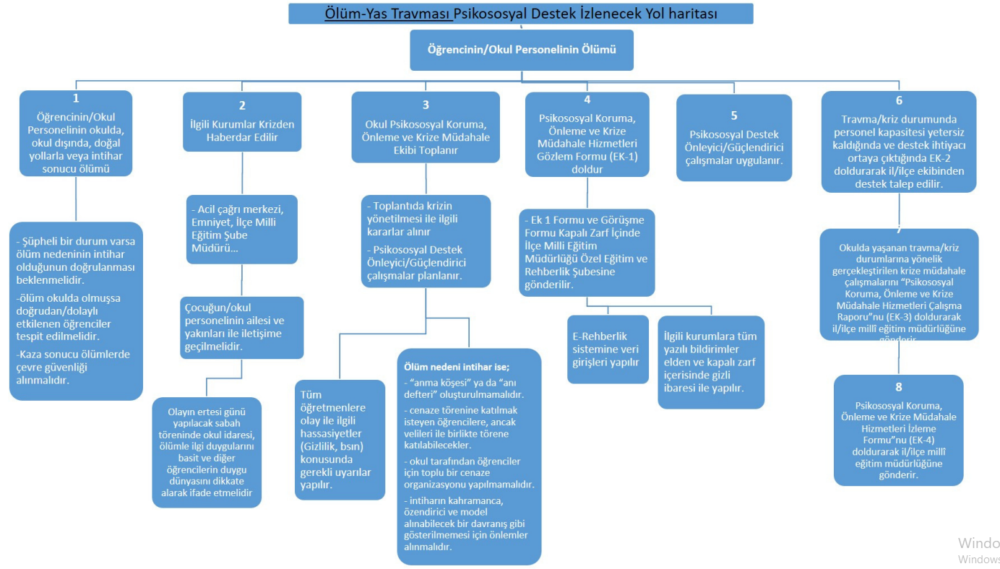 Ölüm-Yas Travması Psikososyal Destek İzlenecek Yol haritası
Öğrencinin/Okul Personelinin Ölümü
1
Öğrencinin/Okul
Personelinin okulda,
okul dışında, doğal
yollarla veya intihar
sonucu ölümü
- Şüpheli bir durum varsa
ölüm nedeninin intihar
olduğunun doğrulanması
beklenmelidir.
-ölüm okulda olmuşsa
doğrudan/dolaylı
etkilenen öğrenciler
tespit edilmelidir.
-Kaza sonucu ölümlerde
çevre güvenliği
alınmalıdır.
2
İlgili Kurumlar Krizden
Haberdar Edilir
- Acil çağrı merkezi,
Emniyet, İlçe Milli
Eğitim Şube
Müdürü...
Çocuğun/okul
personelinin ailesi ve
yakınları ile iletişime
geçilmelidir.
Olayın ertesi günü
yapılacak sabah
töreninde okul idaresi,
ölümle ilgi duygularını
basit ve diğer
öğrencilerin duygu
dünyasını dikkate
alarak ifade etmelidir
3
Okul Psikososyal Koruma,
Önleme ve Krize Müdahale
Ekibi Toplanır
- Toplantıda krizin
yönetilmesi ile ilgili
kararlar alınır
- Psikososyal Destek
Önleyici/Güçlendirici
çalışmalar planlanır.
Tüm
öğretmenlere
olay ile ilgili
hassasiyetler
(Gizlilik, bsın)
konusunda
gerekli uyarılar
yapılır.
Ölüm nedeni intihar ise;
- “anma köşesi” ya da “anı
defteri” oluşturulmamalıdır.
- cenaze törenine katılmak
isteyen öğrencilere, ancak
velileri ile birlikte törene
katılabilecekler.
- okul tarafından öğrenciler
için toplu bir cenaze
organizasyonu yapılmamalıdır.
- intiharın kahramanca,
özendirici ve model
alınabilecek bir davranış gibi
gösterilmemesi için önlemler
alınmalıdır.
4
Psikososyal Koruma,
Önleme ve Krize
Müdahale Hizmetleri
Gözlem Formu (EK-1)
doldur
- Ek 1 Formu ve Görüşme
Formu Kapalı Zarf İçinde
İlçe Milli Eğitim
Müdürlüğü Özel Eğitim ve
Rehberlik Şubesine
gönderilir.
E-Rehberlik
sistemine veri
girişleri yapılır
İlgili kurumlara tüm
yazılı bildirimler
elden ve kapalı zarf
içerisinde gizli
ibaresi ile yapılır.
5
Psikososyal Destek
Önleyici/Güçlendirici
çalışmalar uygulanır.
6
Travma/kriz durumunda
personel kapasitesi yetersiz
kaldığında ve destek ihtiyacı
ortaya çıktığında EK-2
doldurarak il/ilçe ekibinden
destek talep edilir.
7
Okulda yaşanan travma/kriz
durumlarına yönelik
gerçekleştirilen krize müdahale
çalışmalarını “Psikososyal
Koruma, Önleme ve Krize
Müdahale Hizmetleri Çalışma
Raporu”nu (EK-3) doldurarak
il/ilçe millî eğitim müdürlüğüne
gönderir.
8
Psikososyal Koruma,
Önleme ve Krize Müdahale
Hizmetleri İzleme
Formu”nu (EK-4)
doldurarak il/ilçe millî
eğitim müdürlüğüne
gönderir.
Windo
Windows